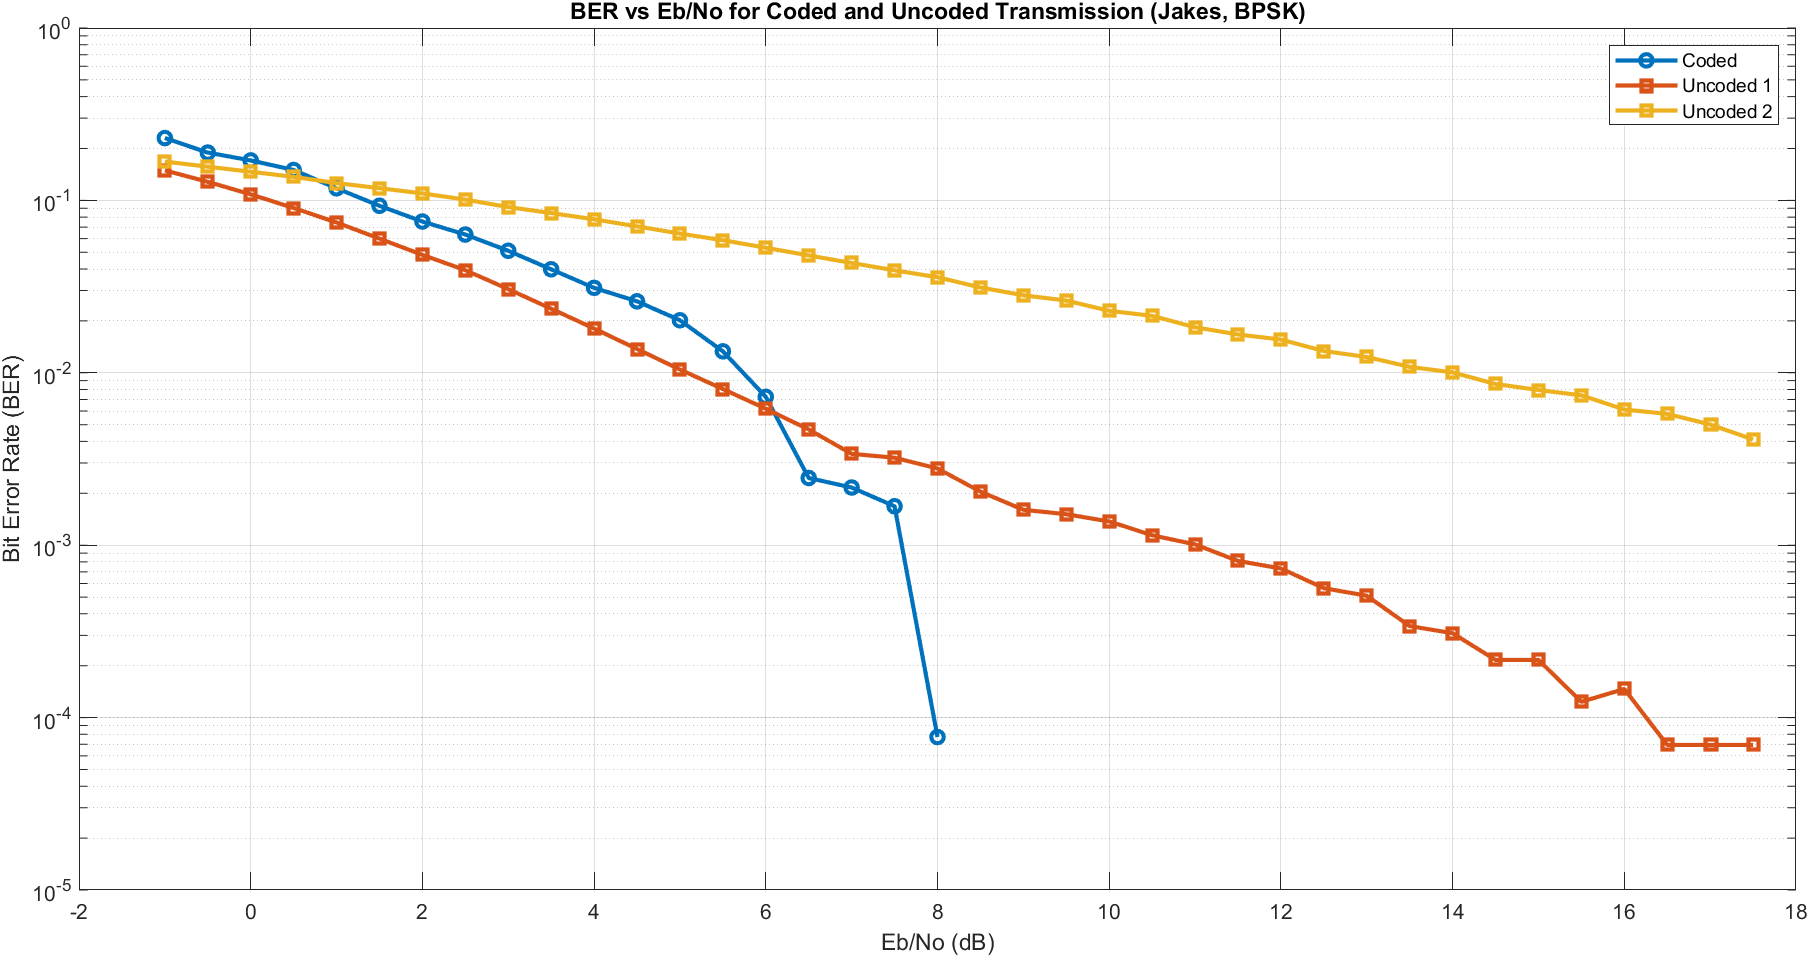 BER vs Eb/No for Coded and Uncoded Transmission (Jakes, BPSK)
Coded
Uncoded 1
Uncoded 2
Bit Error Rate (BER)
10^0
10^-1
10^-2
10^-3
10^-4
10^-5
-2 0 2 4 6 8 10 12 14 16 18
Eb/No (dB)